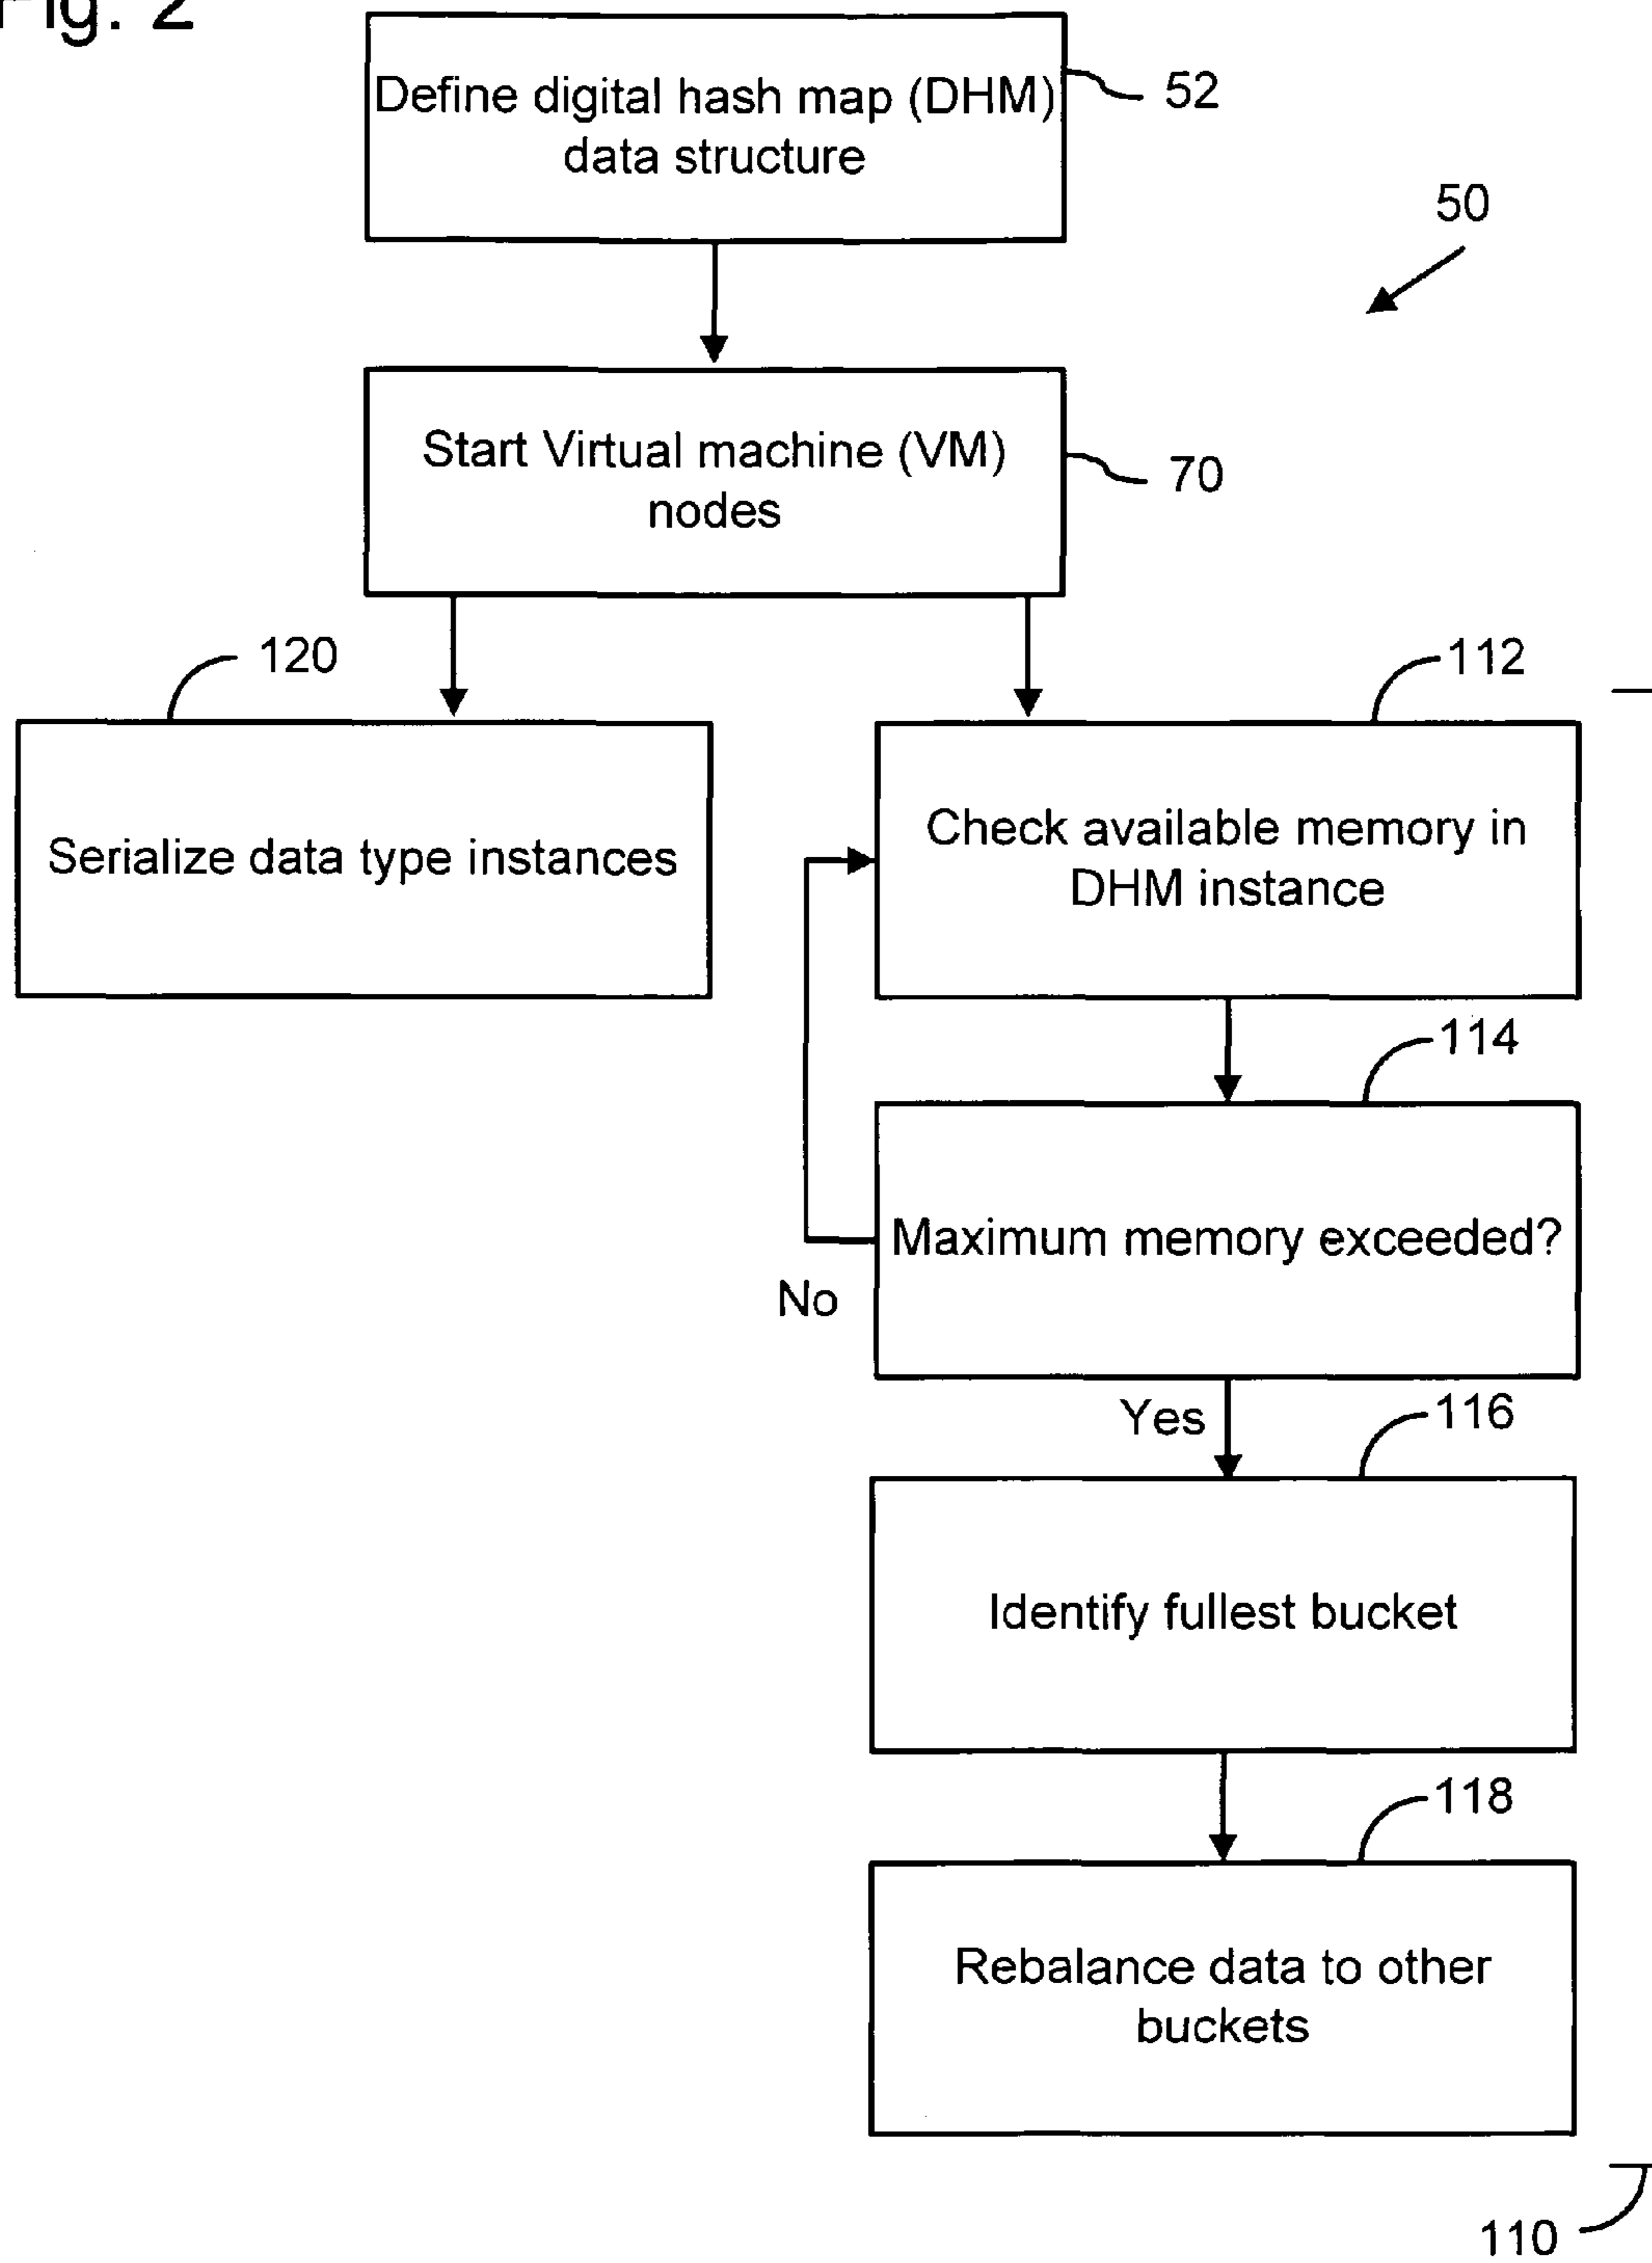 Fig. 2
Define digital hash map (DHM)
data structure
52
50
Start Virtual machine (VM)
nodes
70
120
112
Serialize data type instances
Check available memory in
DHM instance
114
Maximum memory exceeded?
No
Yes
116
Identify fullest bucket
118
Rebalance data to other
buckets
110